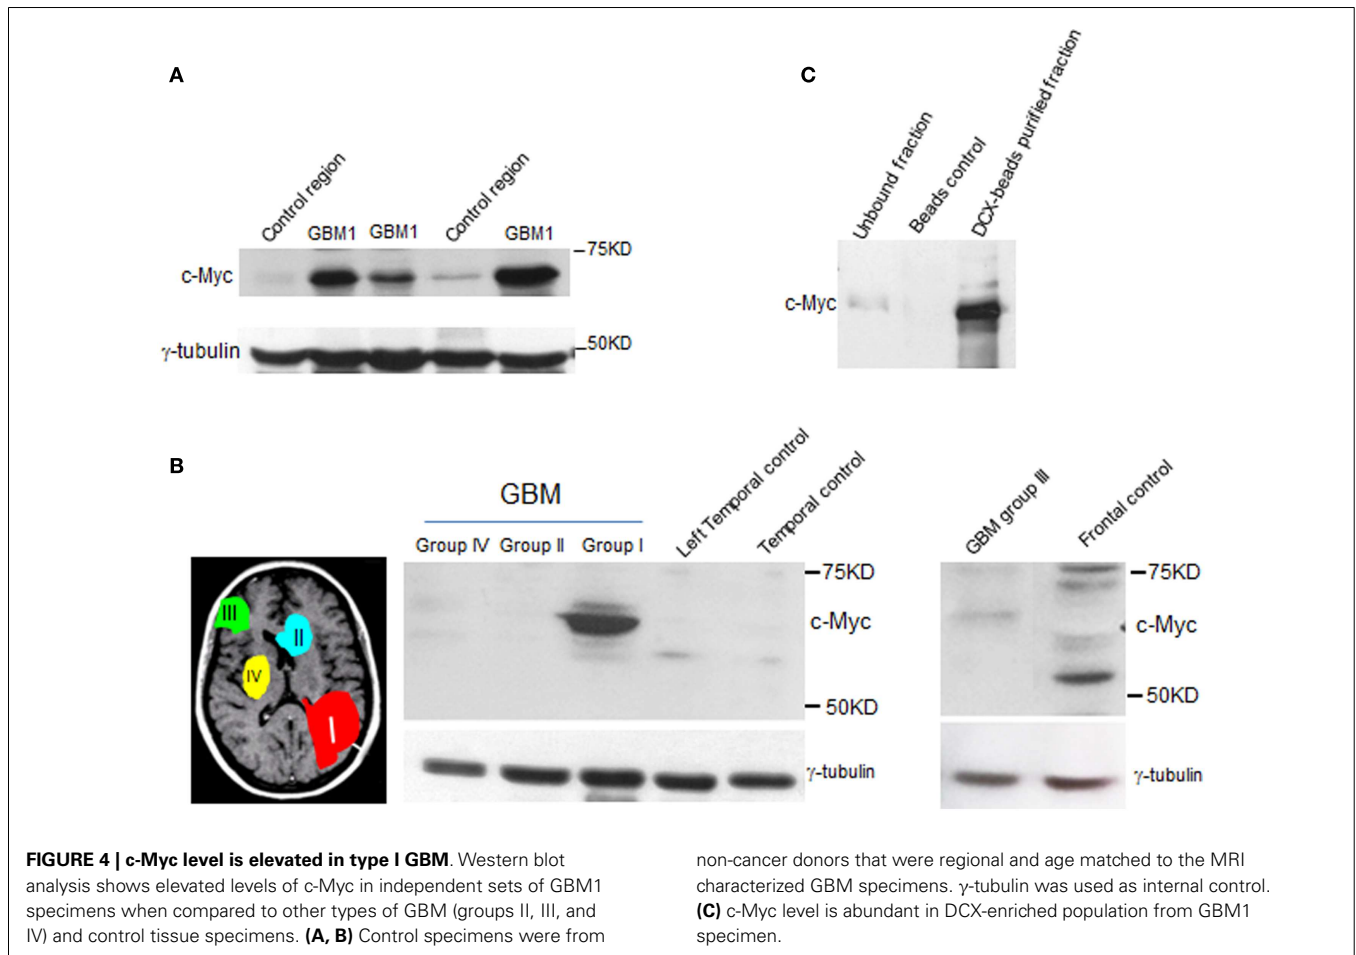 A
Control region
GBM1
GBM1
Control region
GBM1
75KD
c-Myc
γ-tubulin
50KD
C
Unbound fraction
Beads control
DCX-beads purified fraction
c-Myc
B
III
II
IV
I
GBM
Group IV Group II Group I
Left Temporal control
Temporal control
75KD
c-Myc
50KD
γ-tubulin
GBM group III
Frontal control
75KD
c-Myc
50KD
γ-tubulin
FIGURE 4 | c-Myc level is elevated in type I GBM. Western blot
analysis shows elevated levels of c-Myc in independent sets of GBM1
specimens when compared to other types of GBM (groups II, III, and
IV) and control tissue specimens. (A, B) Control specimens were from
non-cancer donors that were regional and age matched to the MRI
characterized GBM specimens. γ-tubulin was used as internal control.
(C) c-Myc level is abundant in DCX-enriched population from GBM1
specimen.